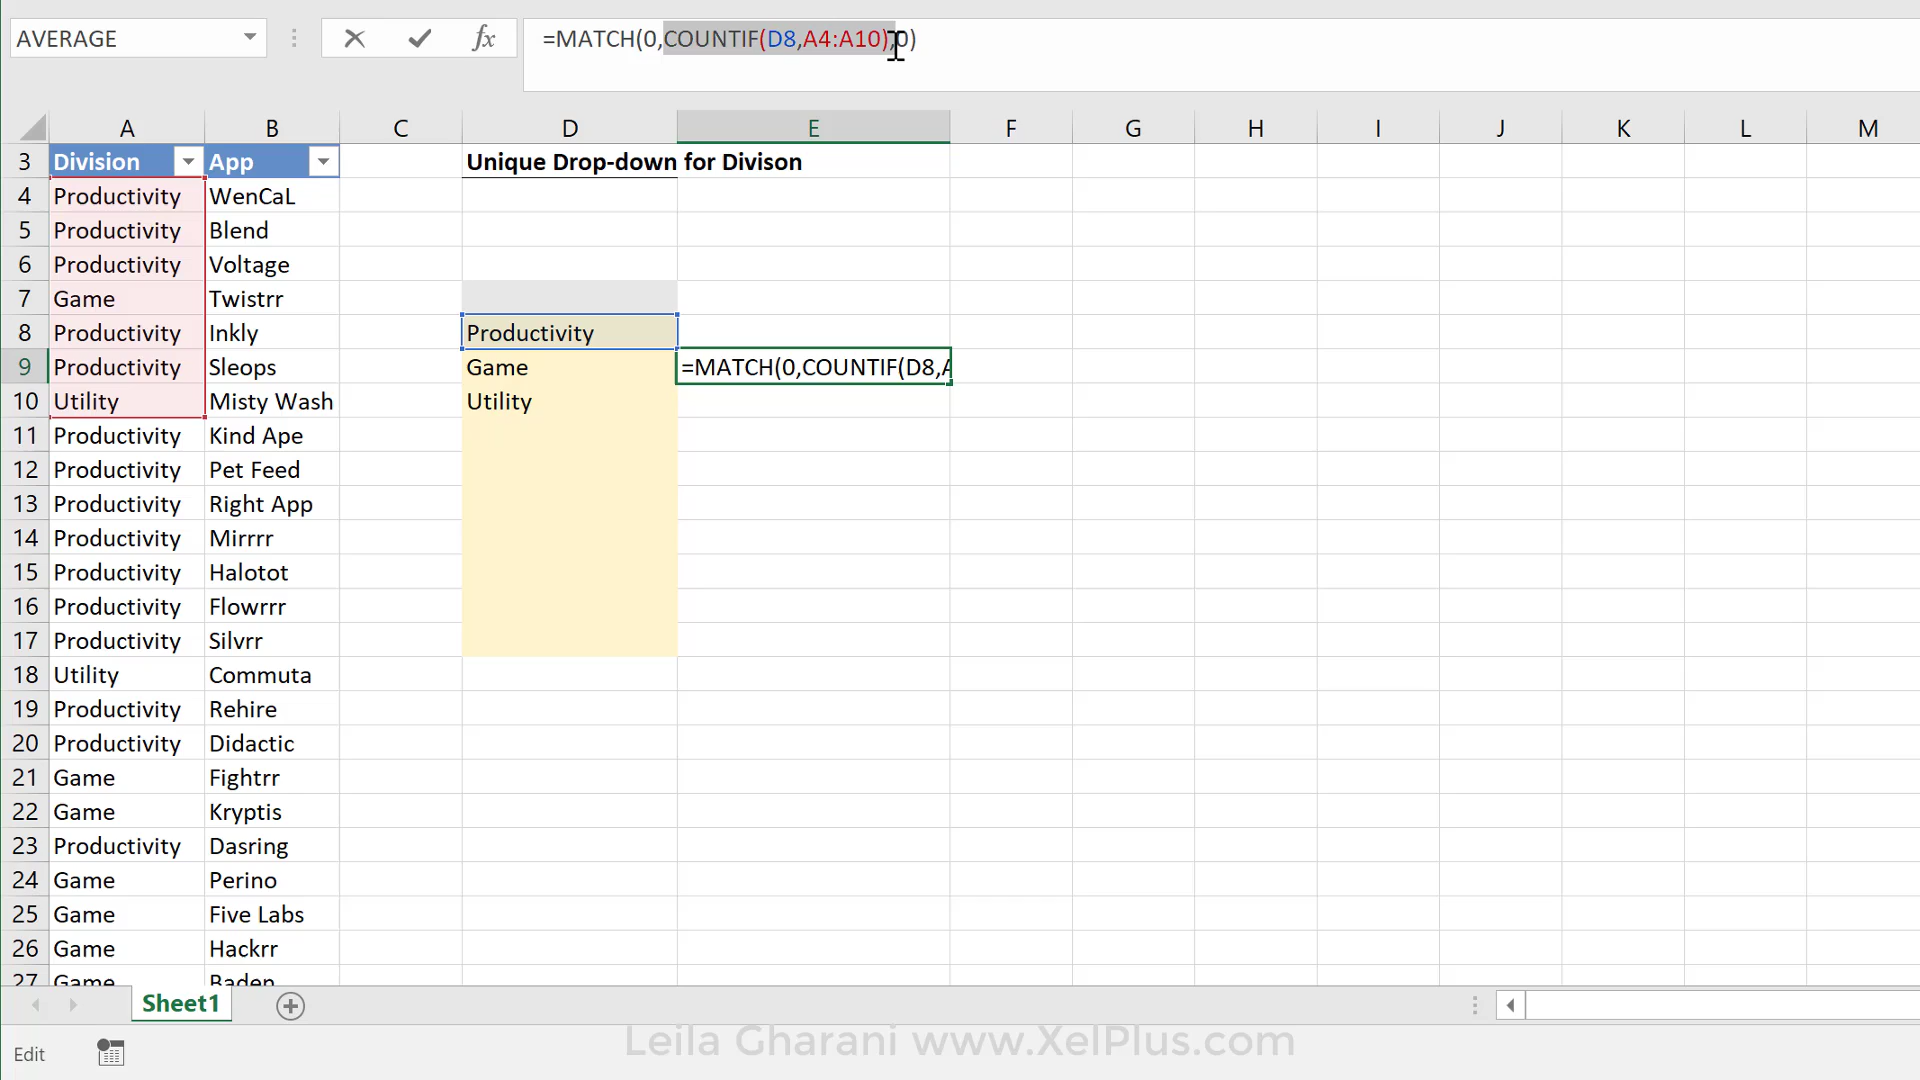 AVERAGE fx =MATCH(0,COUNTIF(D8,A4:A10),0)
A B C D E F G H I J K L M
3 Division App Unique Drop-down for Divison
4 Productivity WenCaL
5 Productivity Blend
6 Productivity Voltage
7 Game Twistrr
8 Productivity Inkly Productivity
9 Productivity Sleops Game =MATCH(0,COUNTIF(D8,A
10 Utility Misty Wash Utility
11 Productivity Kind Ape
12 Productivity Pet Feed
13 Productivity Right App
14 Productivity Mirrrr
15 Productivity Halotot
16 Productivity Flowrrr
17 Productivity Silvrr
18 Utility Commuta
19 Productivity Rehire
20 Productivity Didactic
21 Game Fightrr
22 Game Kryptis
23 Productivity Dasring
24 Game Perino
25 Game Five Labs
26 Game Hackrr
27 Game Baden
Sheet1
Edit
Leila Gharani www.XelPlus.com